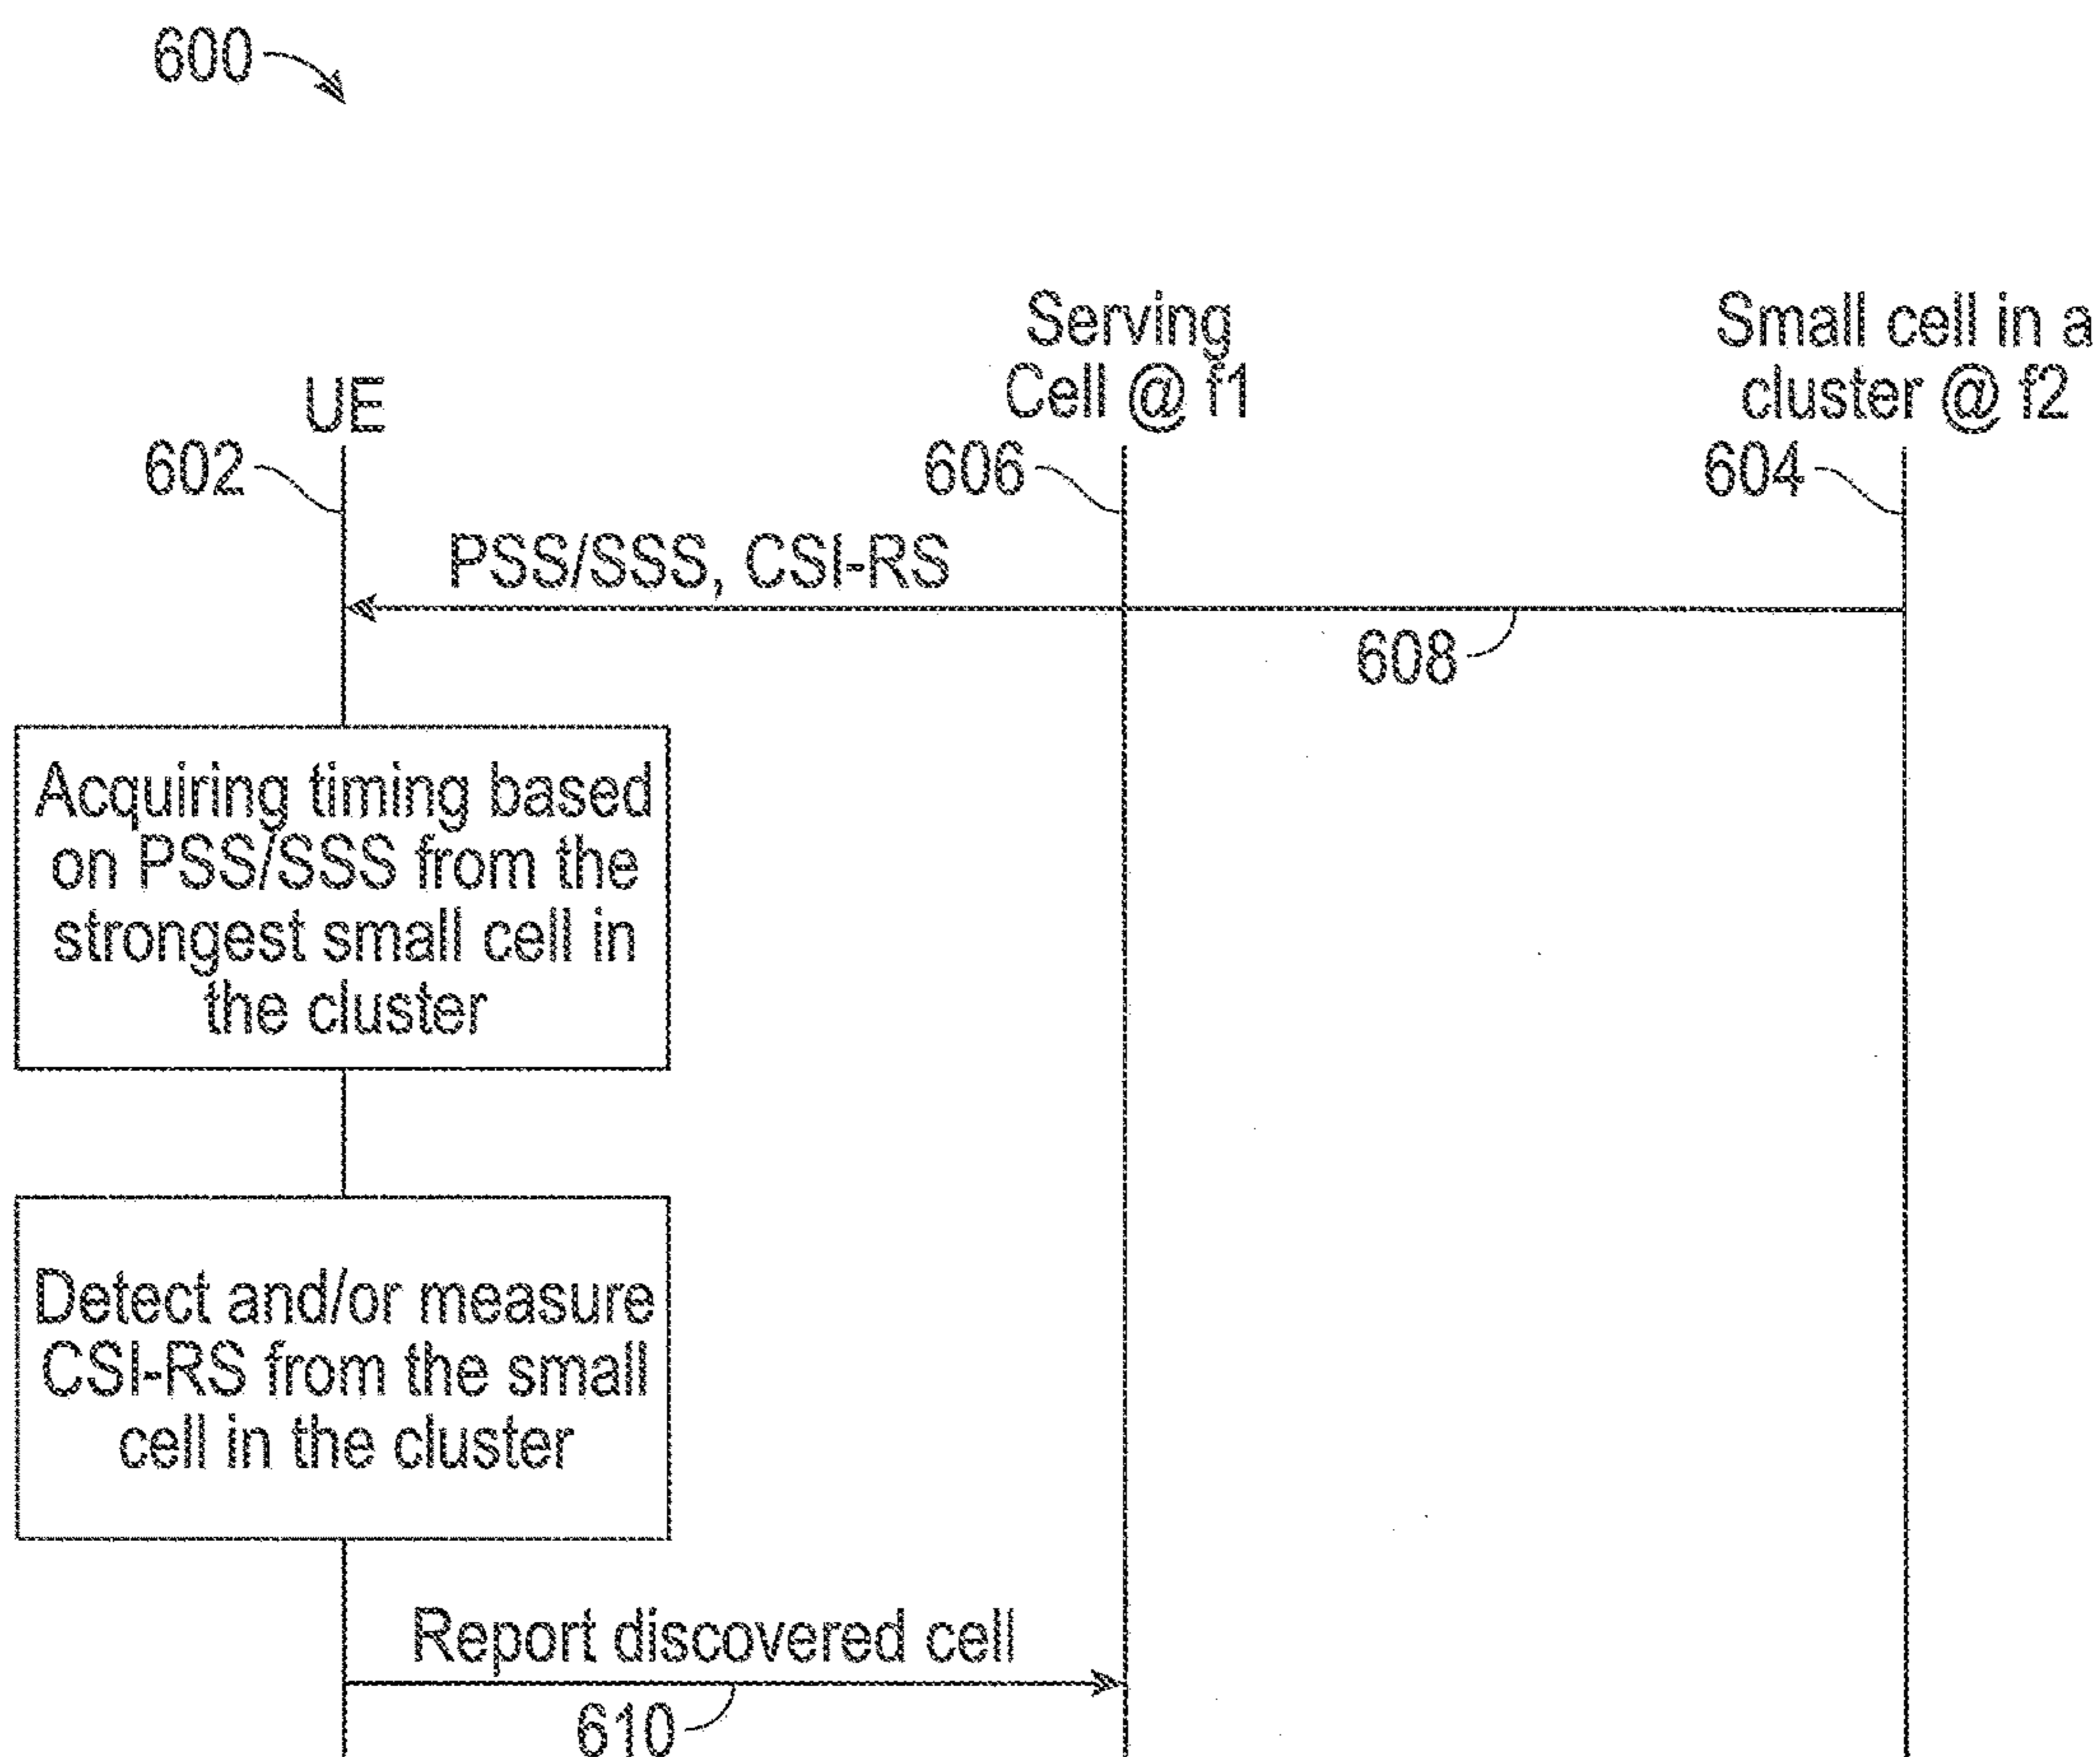 600
Serving
Cell @ f1
Small cell in a
cluster @ f2
UE
602
606
604
PSS/SSS, CSI-RS
608
Acquiring timing based
on PSS/SSS from the
strongest small cell in
the cluster
Detect and/or measure
CSI-RS from the small
cell in the cluster
Report discovered cell
610